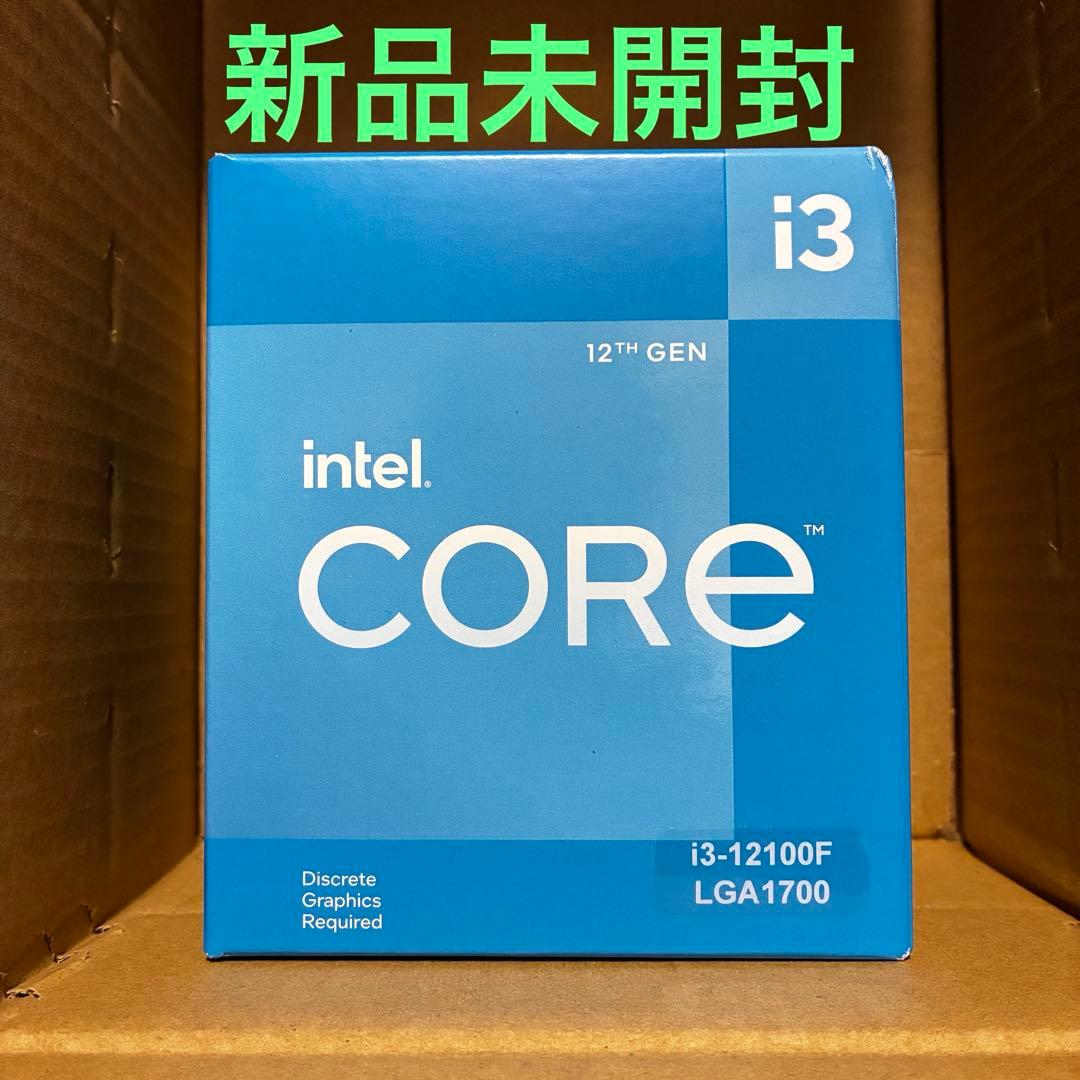 新品未開封
i3
12TH GEN
intel.
CORE™
Discrete
Graphics
Required
i3-12100F
LGA1700